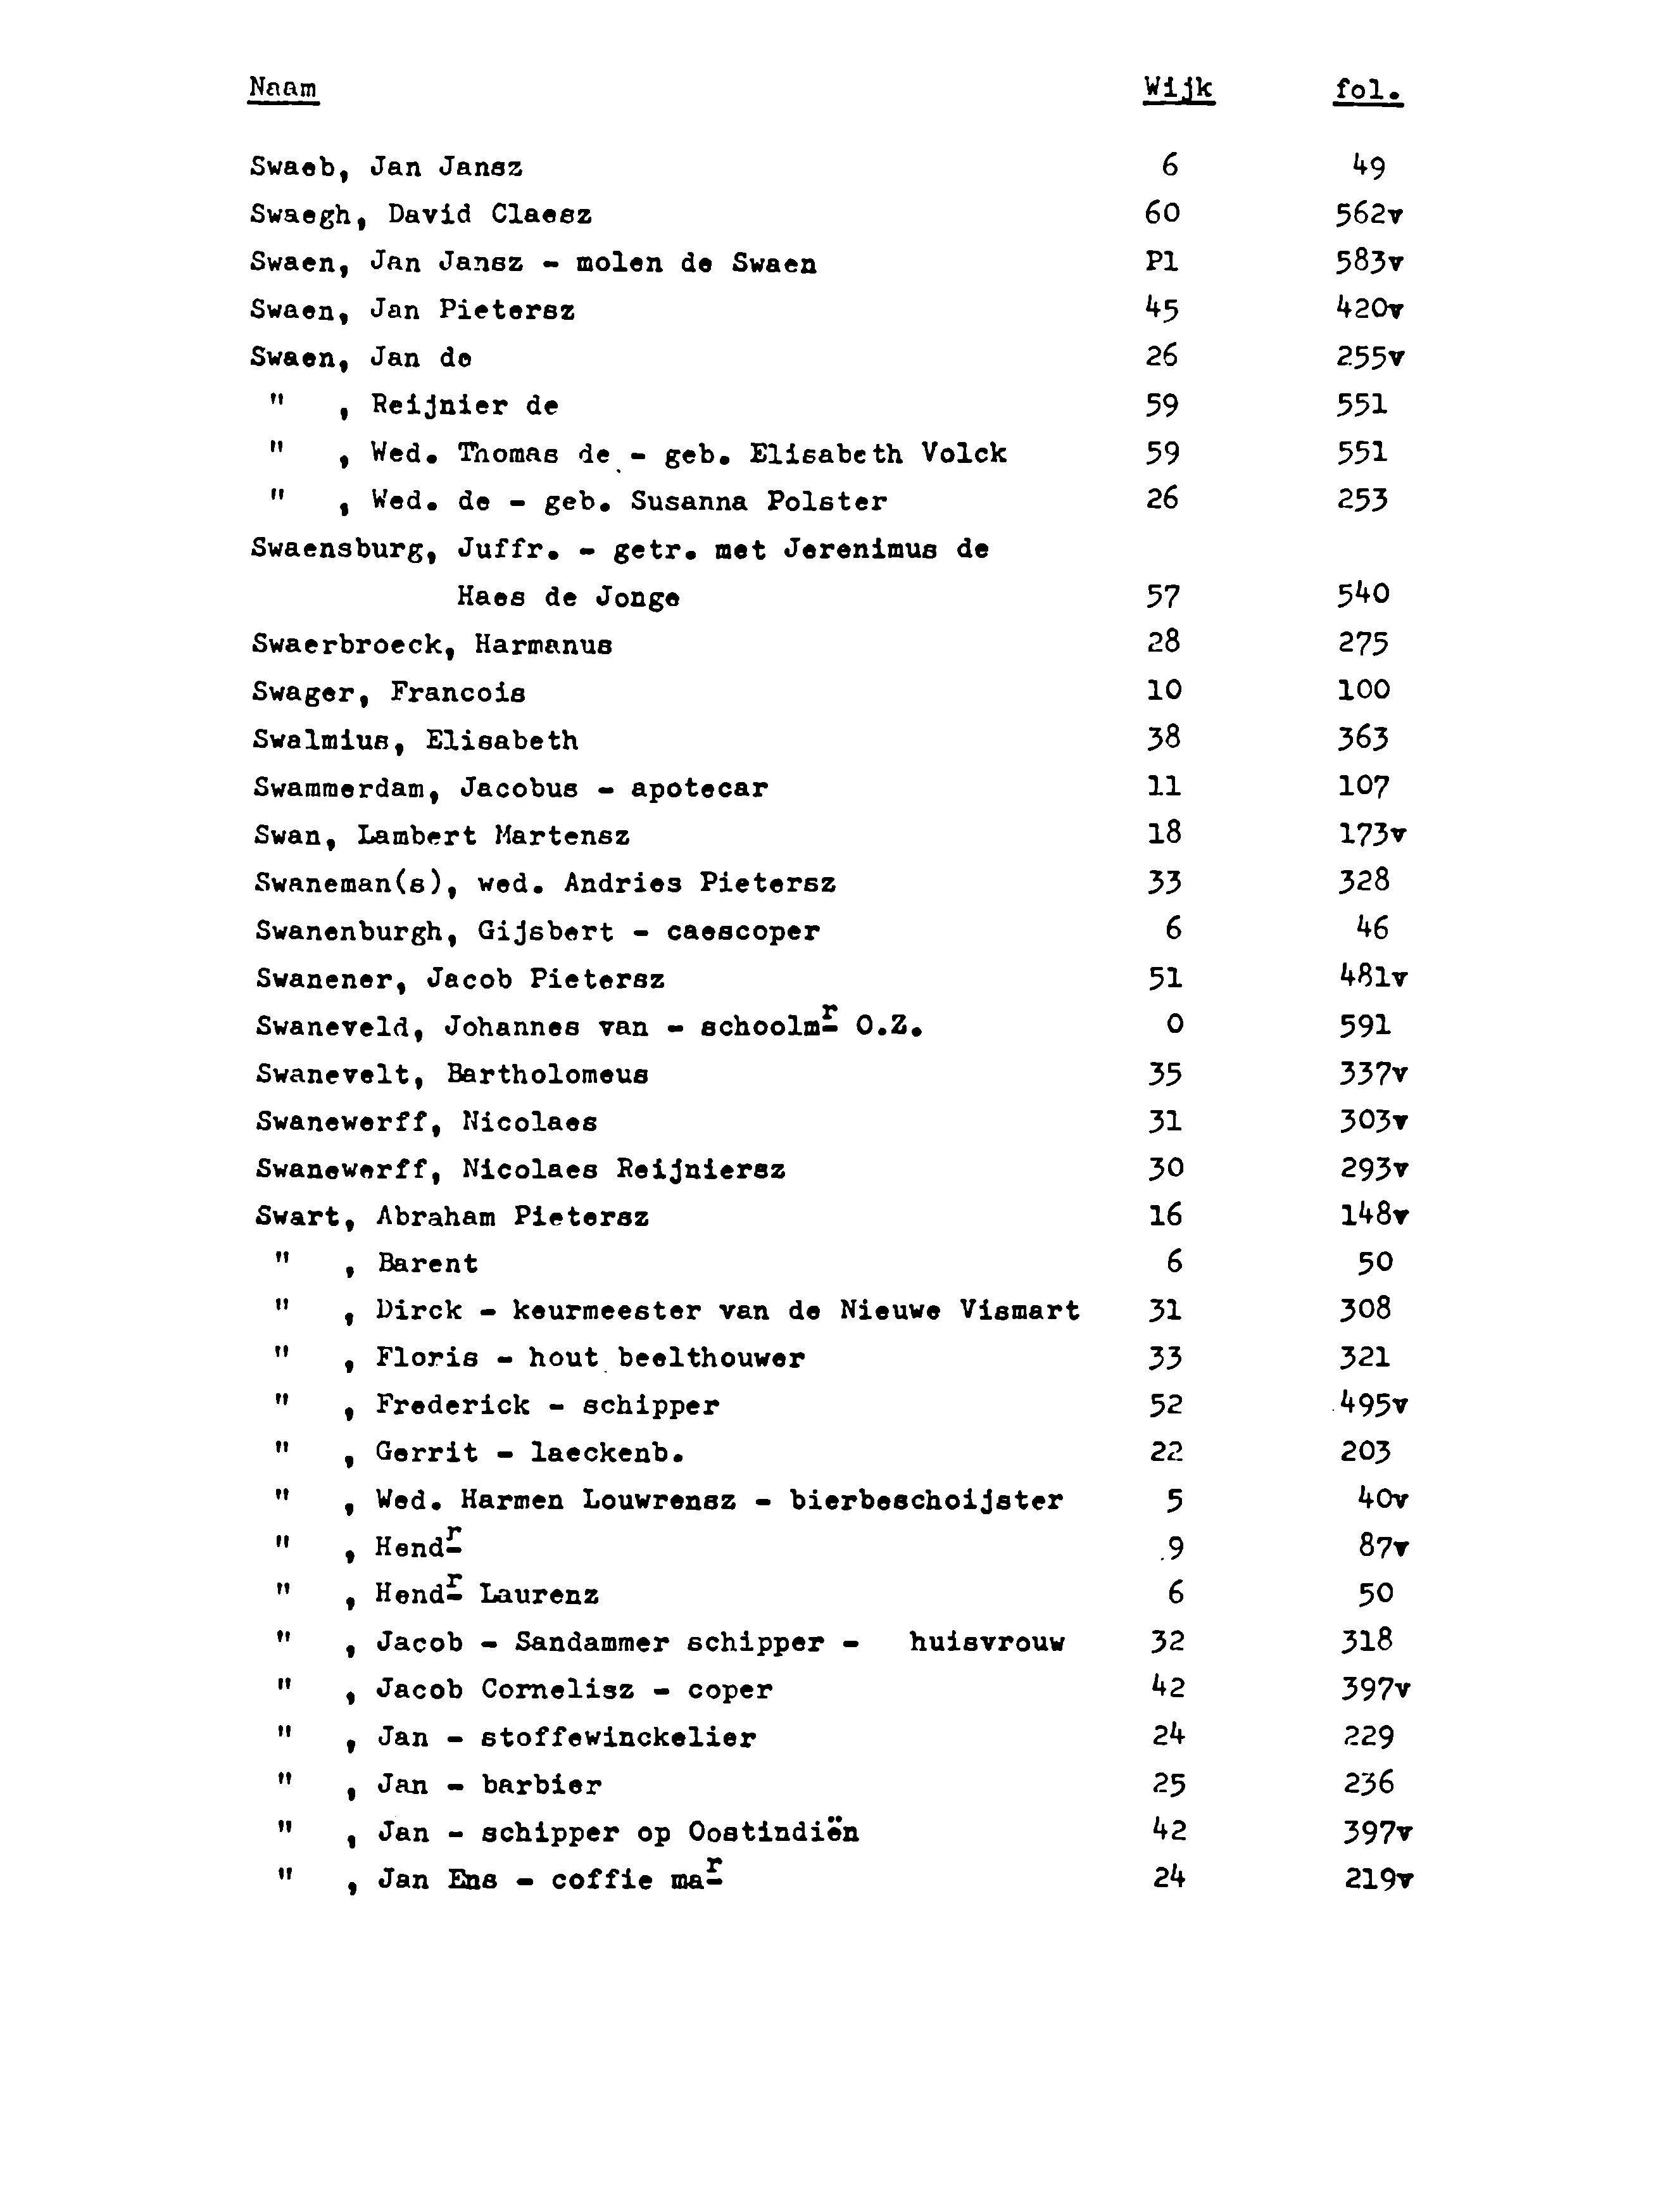 Naam Wijk fol.
Swaeb, Jan Jansz 6 49
Swaegh, David Claesz 60 562v
Swaen, Jan Jansz - molen de Swaen Pl 583v
Swaen, Jan Pietersz 45 420v
Swaen, Jan de 26 255v
" , Reijnier de 59 551
" , Wed. Thomas de - geb. Elisabeth Volck 59 551
" , Wed. de - geb. Susanna Polster 26 253
Swaensburg, Juffr. - getr. met Jerenimus de
Haes de Jonge 57 540
Swaerbroeck, Harmanus 28 275
Swager, Francois 10 100
Swalmius, Elisabeth 38 363
Swammerdam, Jacobus - apotecar 11 107
Swan, Lambert Martensz 18 173v
Swaneman(s), wed. Andries Pietersz 33 328
Swanenburgh, Gijsbert - caescoper 6 46
Swanener, Jacob Pietersz 51 481v
Swaneveld, Johannes van - schoolmr O.Z. 0 591
Swanevelt, Bartholomeus 35 337v
Swanewerff, Nicolaes 31 303v
Swanewerff, Nicolaes Reijniersz 30 293v
Swart, Abraham Pietersz 16 148v
" , Barent 6 50
" , Dirck - keurmeester van de Nieuwe Vismart 31 308
" , Floris - hout beelthouwer 33 321
" , Frederick - schipper 52 495v
" , Gerrit - laeckenb. 22 203
" , Wed. Harmen Louwrensz - bierbeschoijster 5 40v
" , Hendr 9 87v
" , Hendr Laurenz 6 50
" , Jacob - Sandammer schipper - huisvrouw 32 318
" , Jacob Cornelisz - coper 42 397v
" , Jan - stoffewinckelier 24 229
" , Jan - barbier 25 236
" , Jan - schipper op Oostindiën 42 397v
" , Jan Ens - coffie mar 24 219v